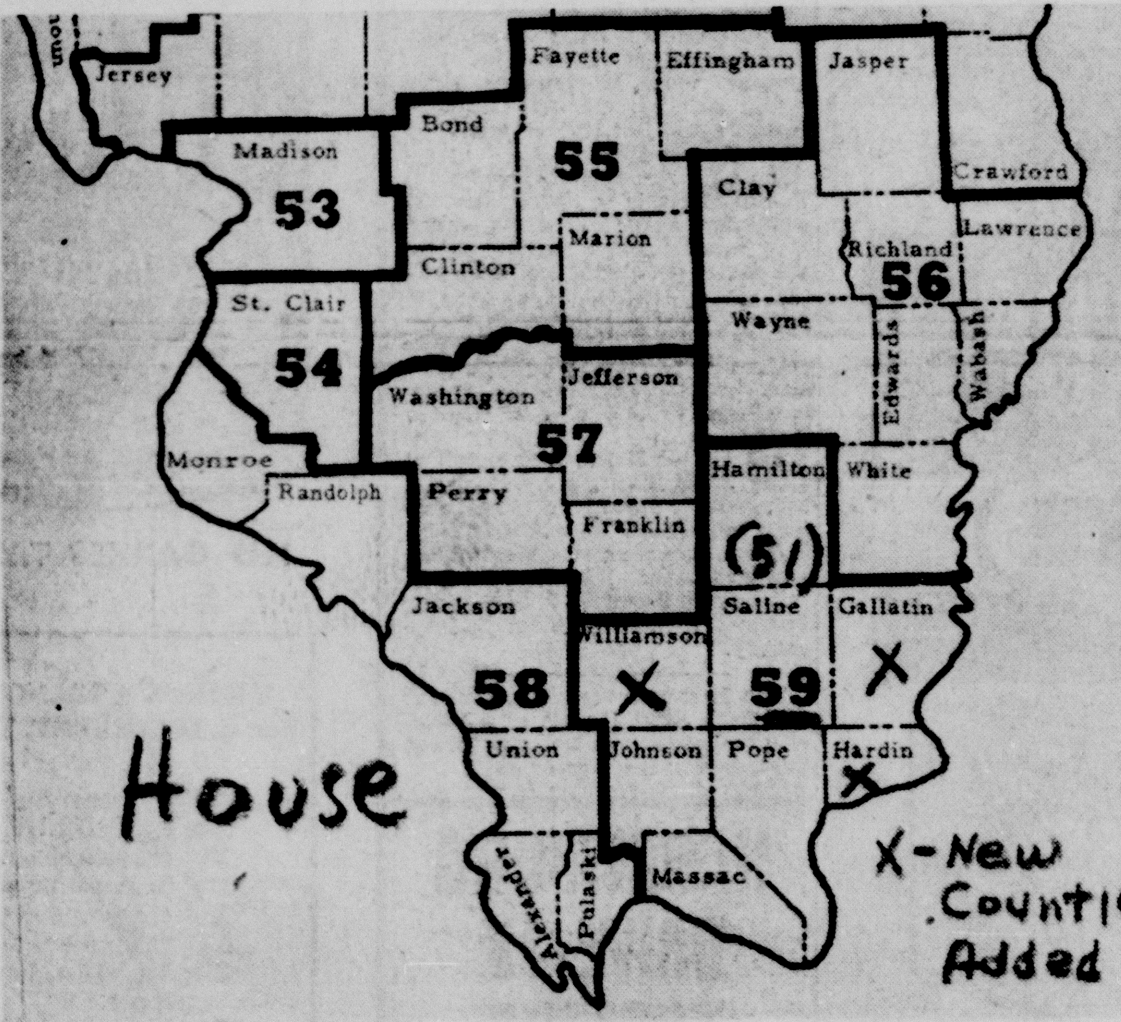 Jersey
Fayette
Effingham
Jasper
Bond
Madison
53
55
Crawford
Clay
Lawrence
Marion
Richland
56
Clinton
St. Clair
54
Wayne
Edwards
Wabash
Washington
Jefferson
57
Monroe
Randolph
Perry
Hamilton
White
Franklin
(51)
Jackson
Saline
Gallatin
Williamson
58
X
59
X
Union
Johnson
Pope
Hardin
X
House
Alexander
Pulaski
Massac
X-New
Added